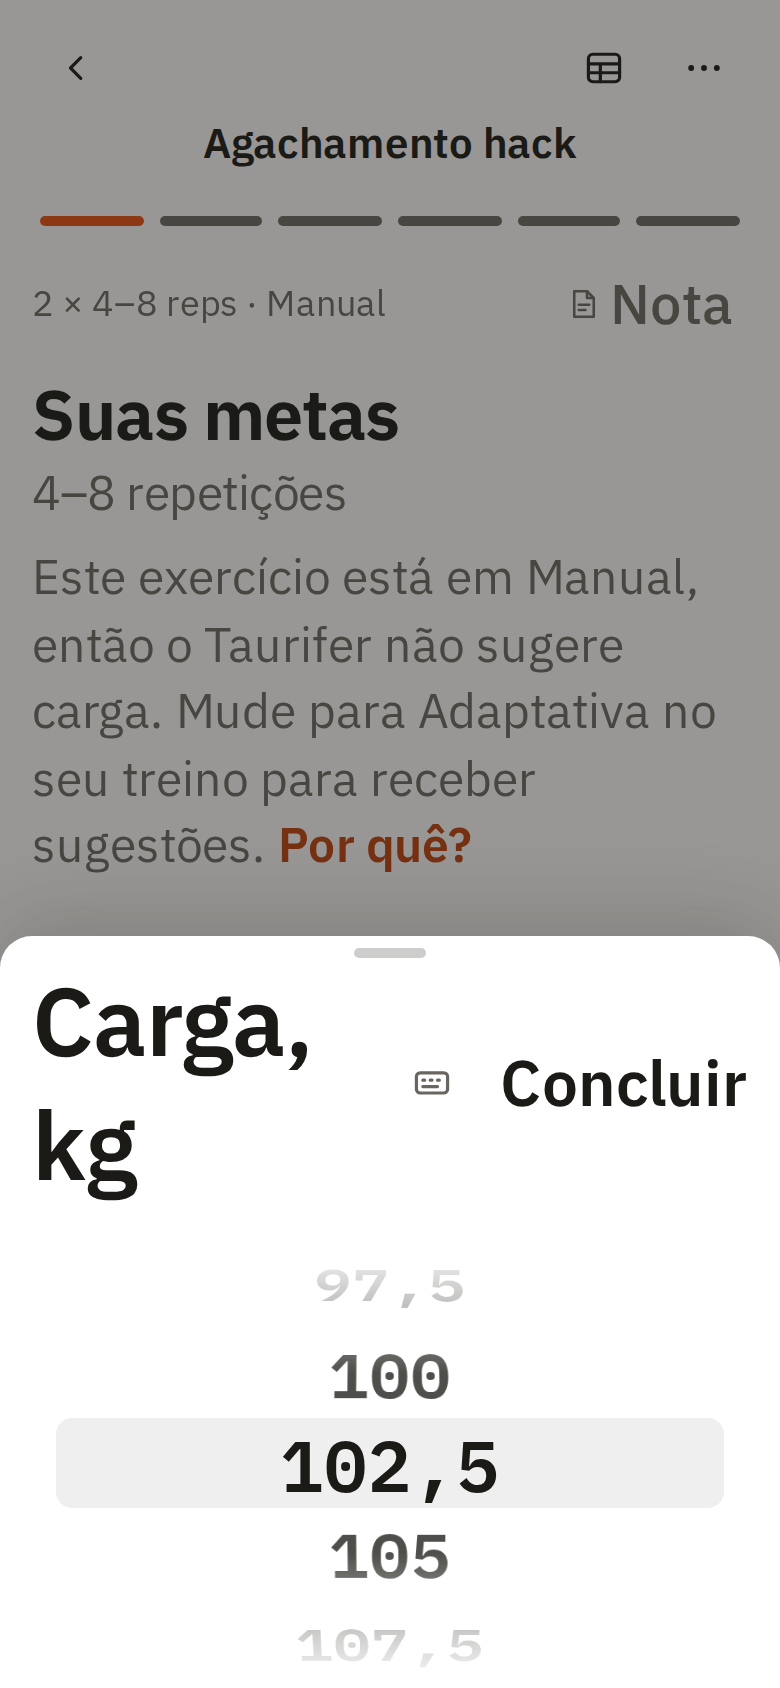 Agachamento hack
2 × 4–8 reps · Manual
Nota
Suas metas
4–8 repetições
Este exercício está em Manual,
então o Taurifer não sugere
carga. Mude para Adaptativa no
seu treino para receber
sugestões. Por quê?
Carga,
kg
Concluir
97,5
100
102,5
105
107,5